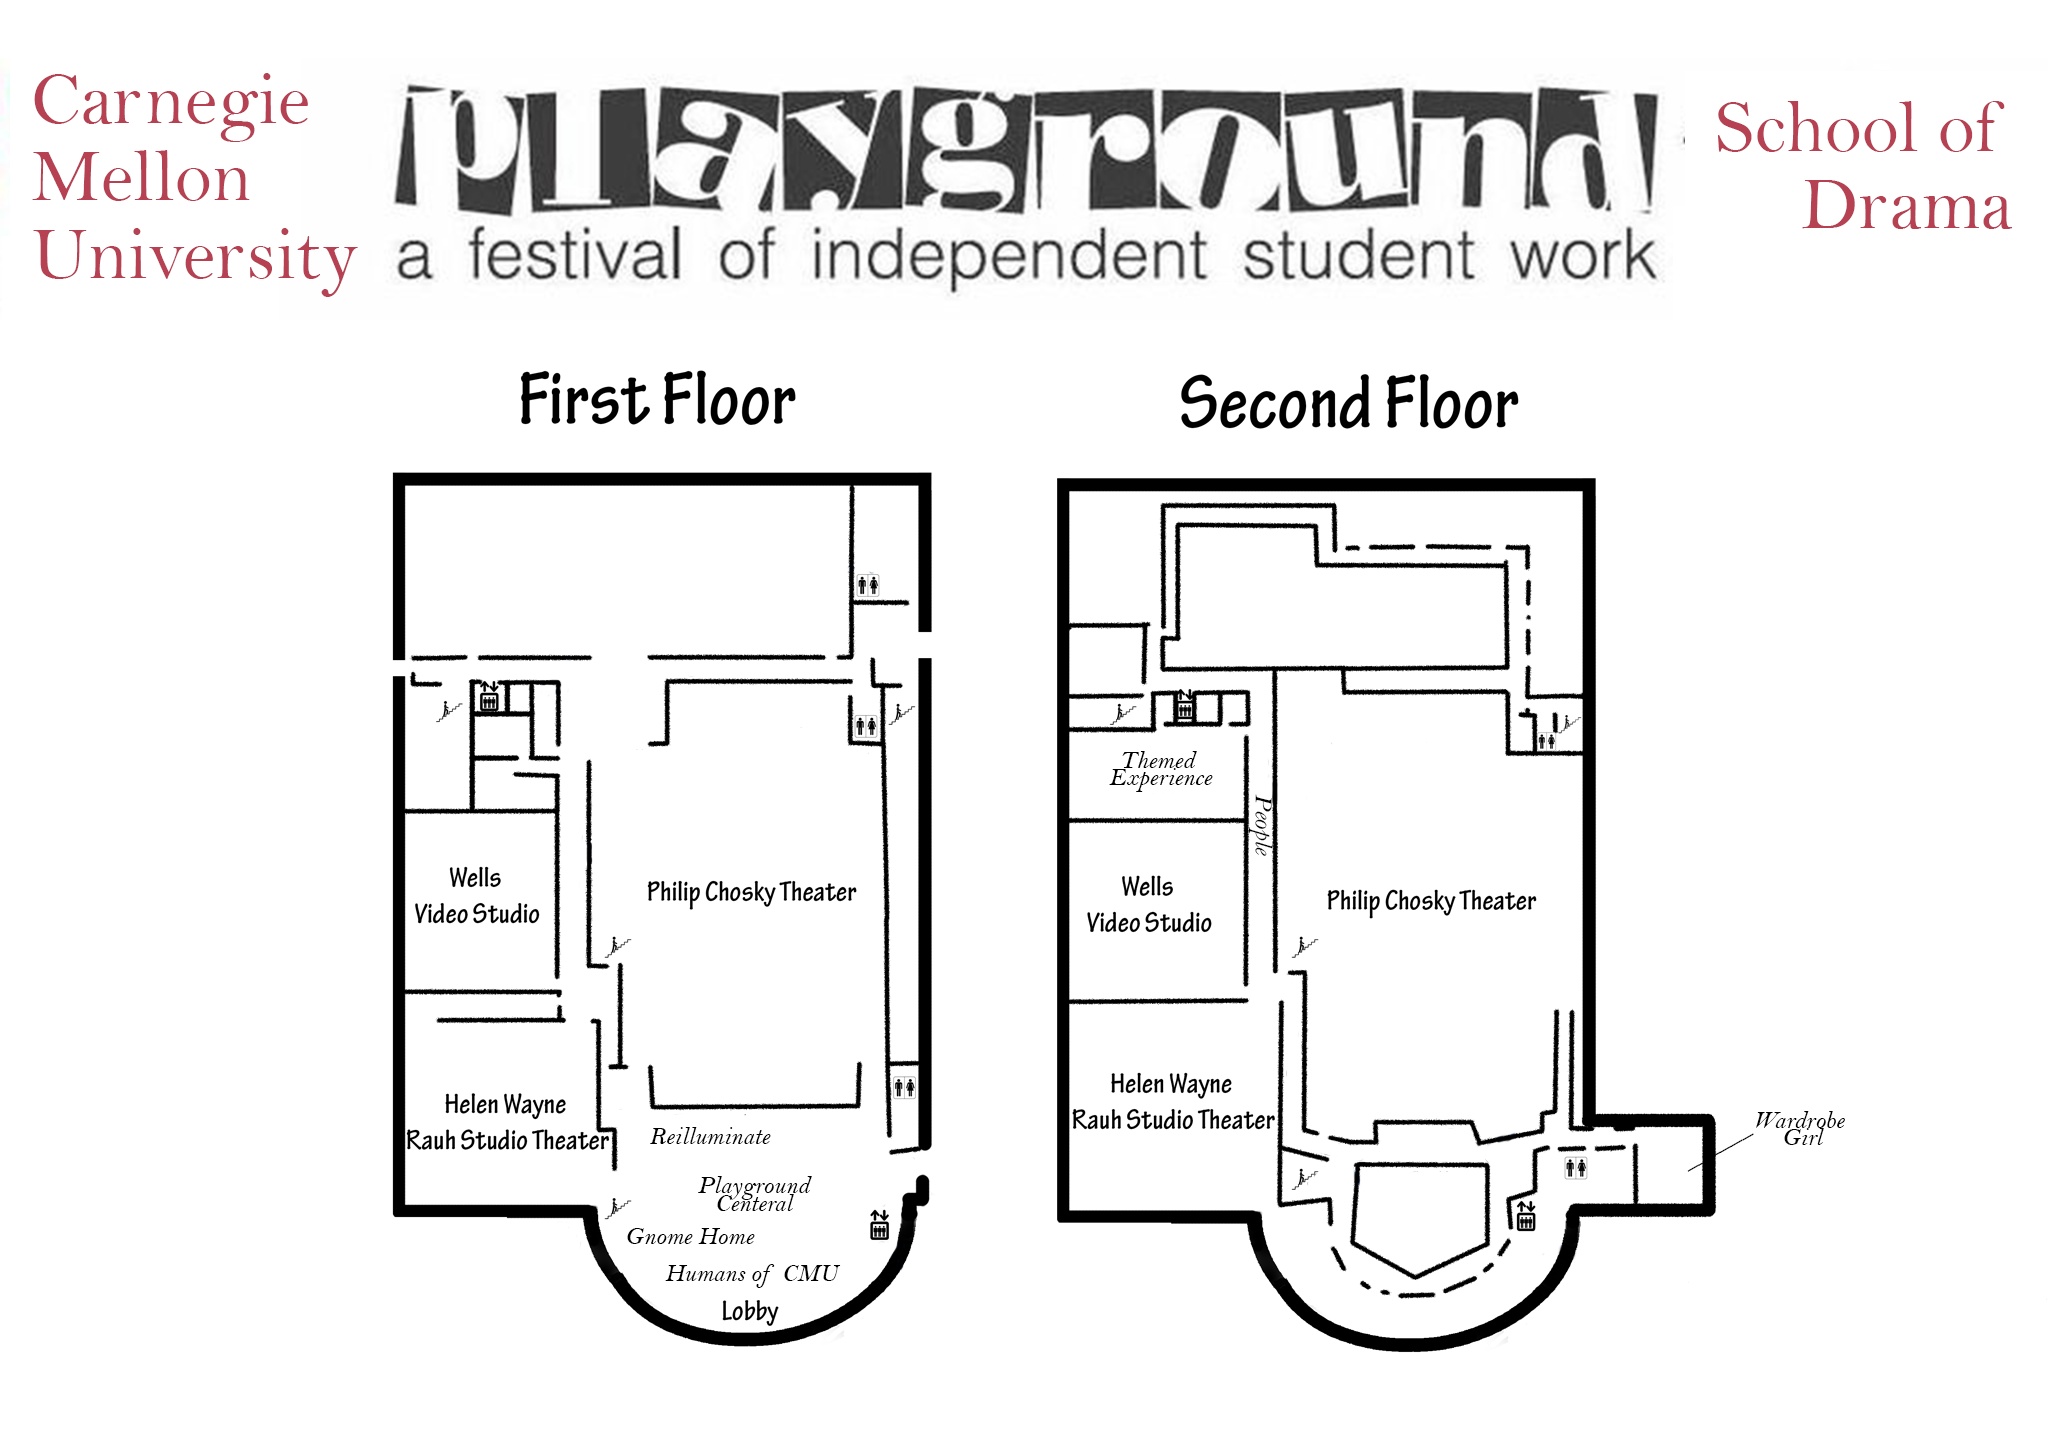 Carnegie
Mellon
University
playground
a festival of independent student work
School of
Drama
First Floor
Wells
Video Studio
Philip Chosky Theater
Helen Wayne
Rauh Studio Theater
Reilluminate
Playground
Centeral
Gnome Home
Humans of CMU
Lobby
Second Floor
Themed
Experience
People
Wells
Video Studio
Philip Chosky Theater
Helen Wayne
Rauh Studio Theater
Wardrobe
Girl